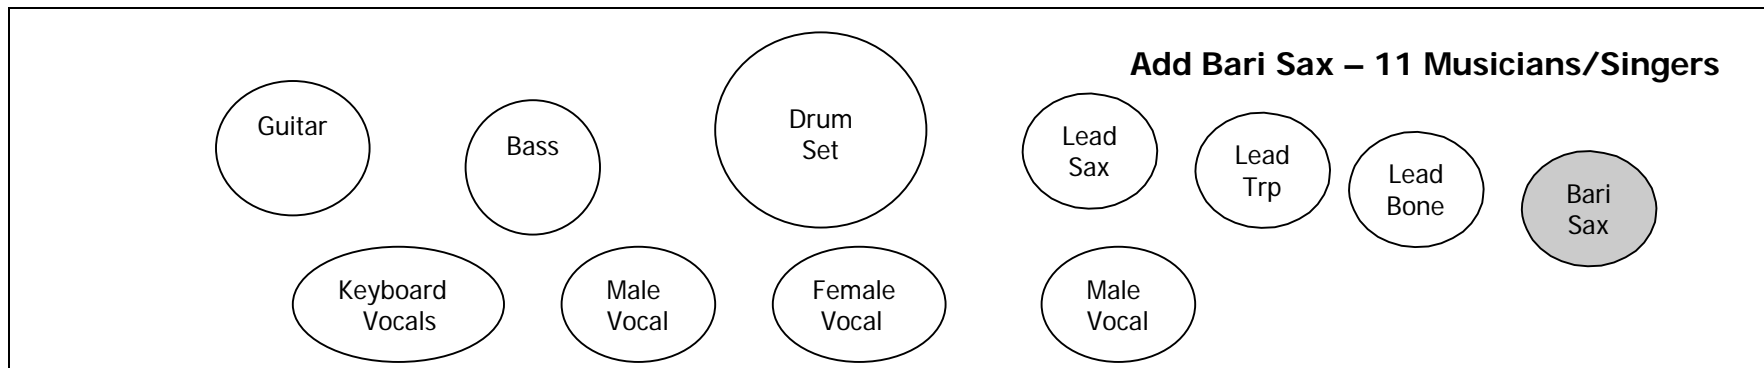 Add Bari Sax – 11 Musicians/Singers
Guitar
Bass
Drum
Set
Lead
Sax
Lead
Trp
Lead
Bone
Bari
Sax
Keyboard
Vocals
Male
Vocal
Female
Vocal
Male
Vocal